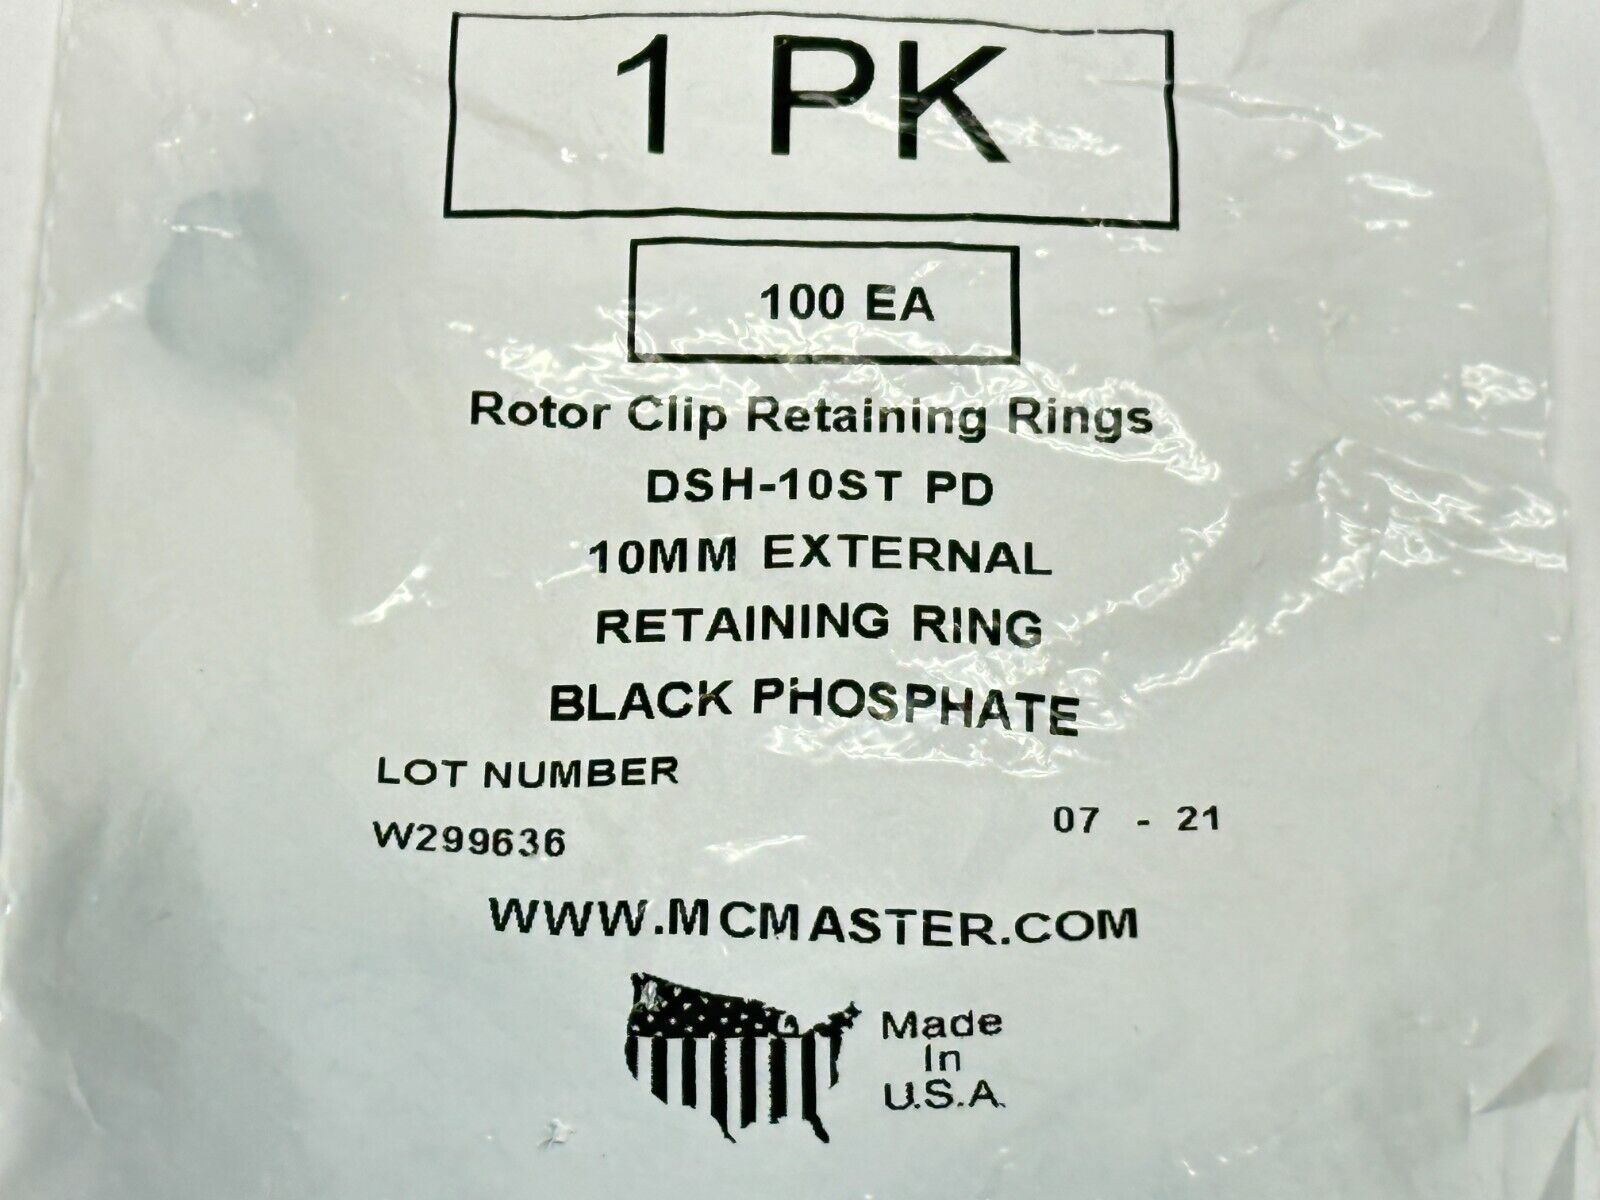 1 PK
100 EA
Rotor Clip Retaining Rings
DSH-10ST PD
10MM EXTERNAL
RETAINING RING
BLACK PHOSPHATE
LOT NUMBER
W299636
07 - 21
WWW.MCMASTER.COM
Made
In
U.S.A.